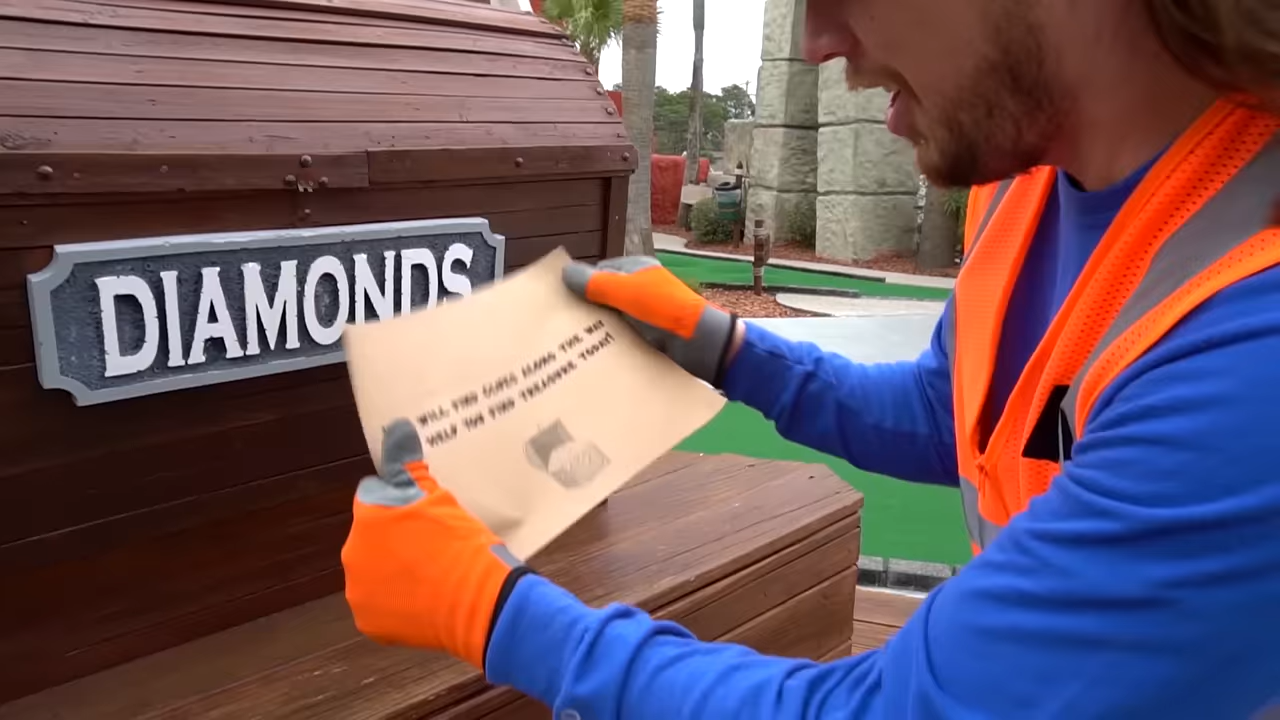 DIAMONDS
WILL FIND CLUES ALONG THE WAY
HELP YOU FIND TREASURE TODAY!